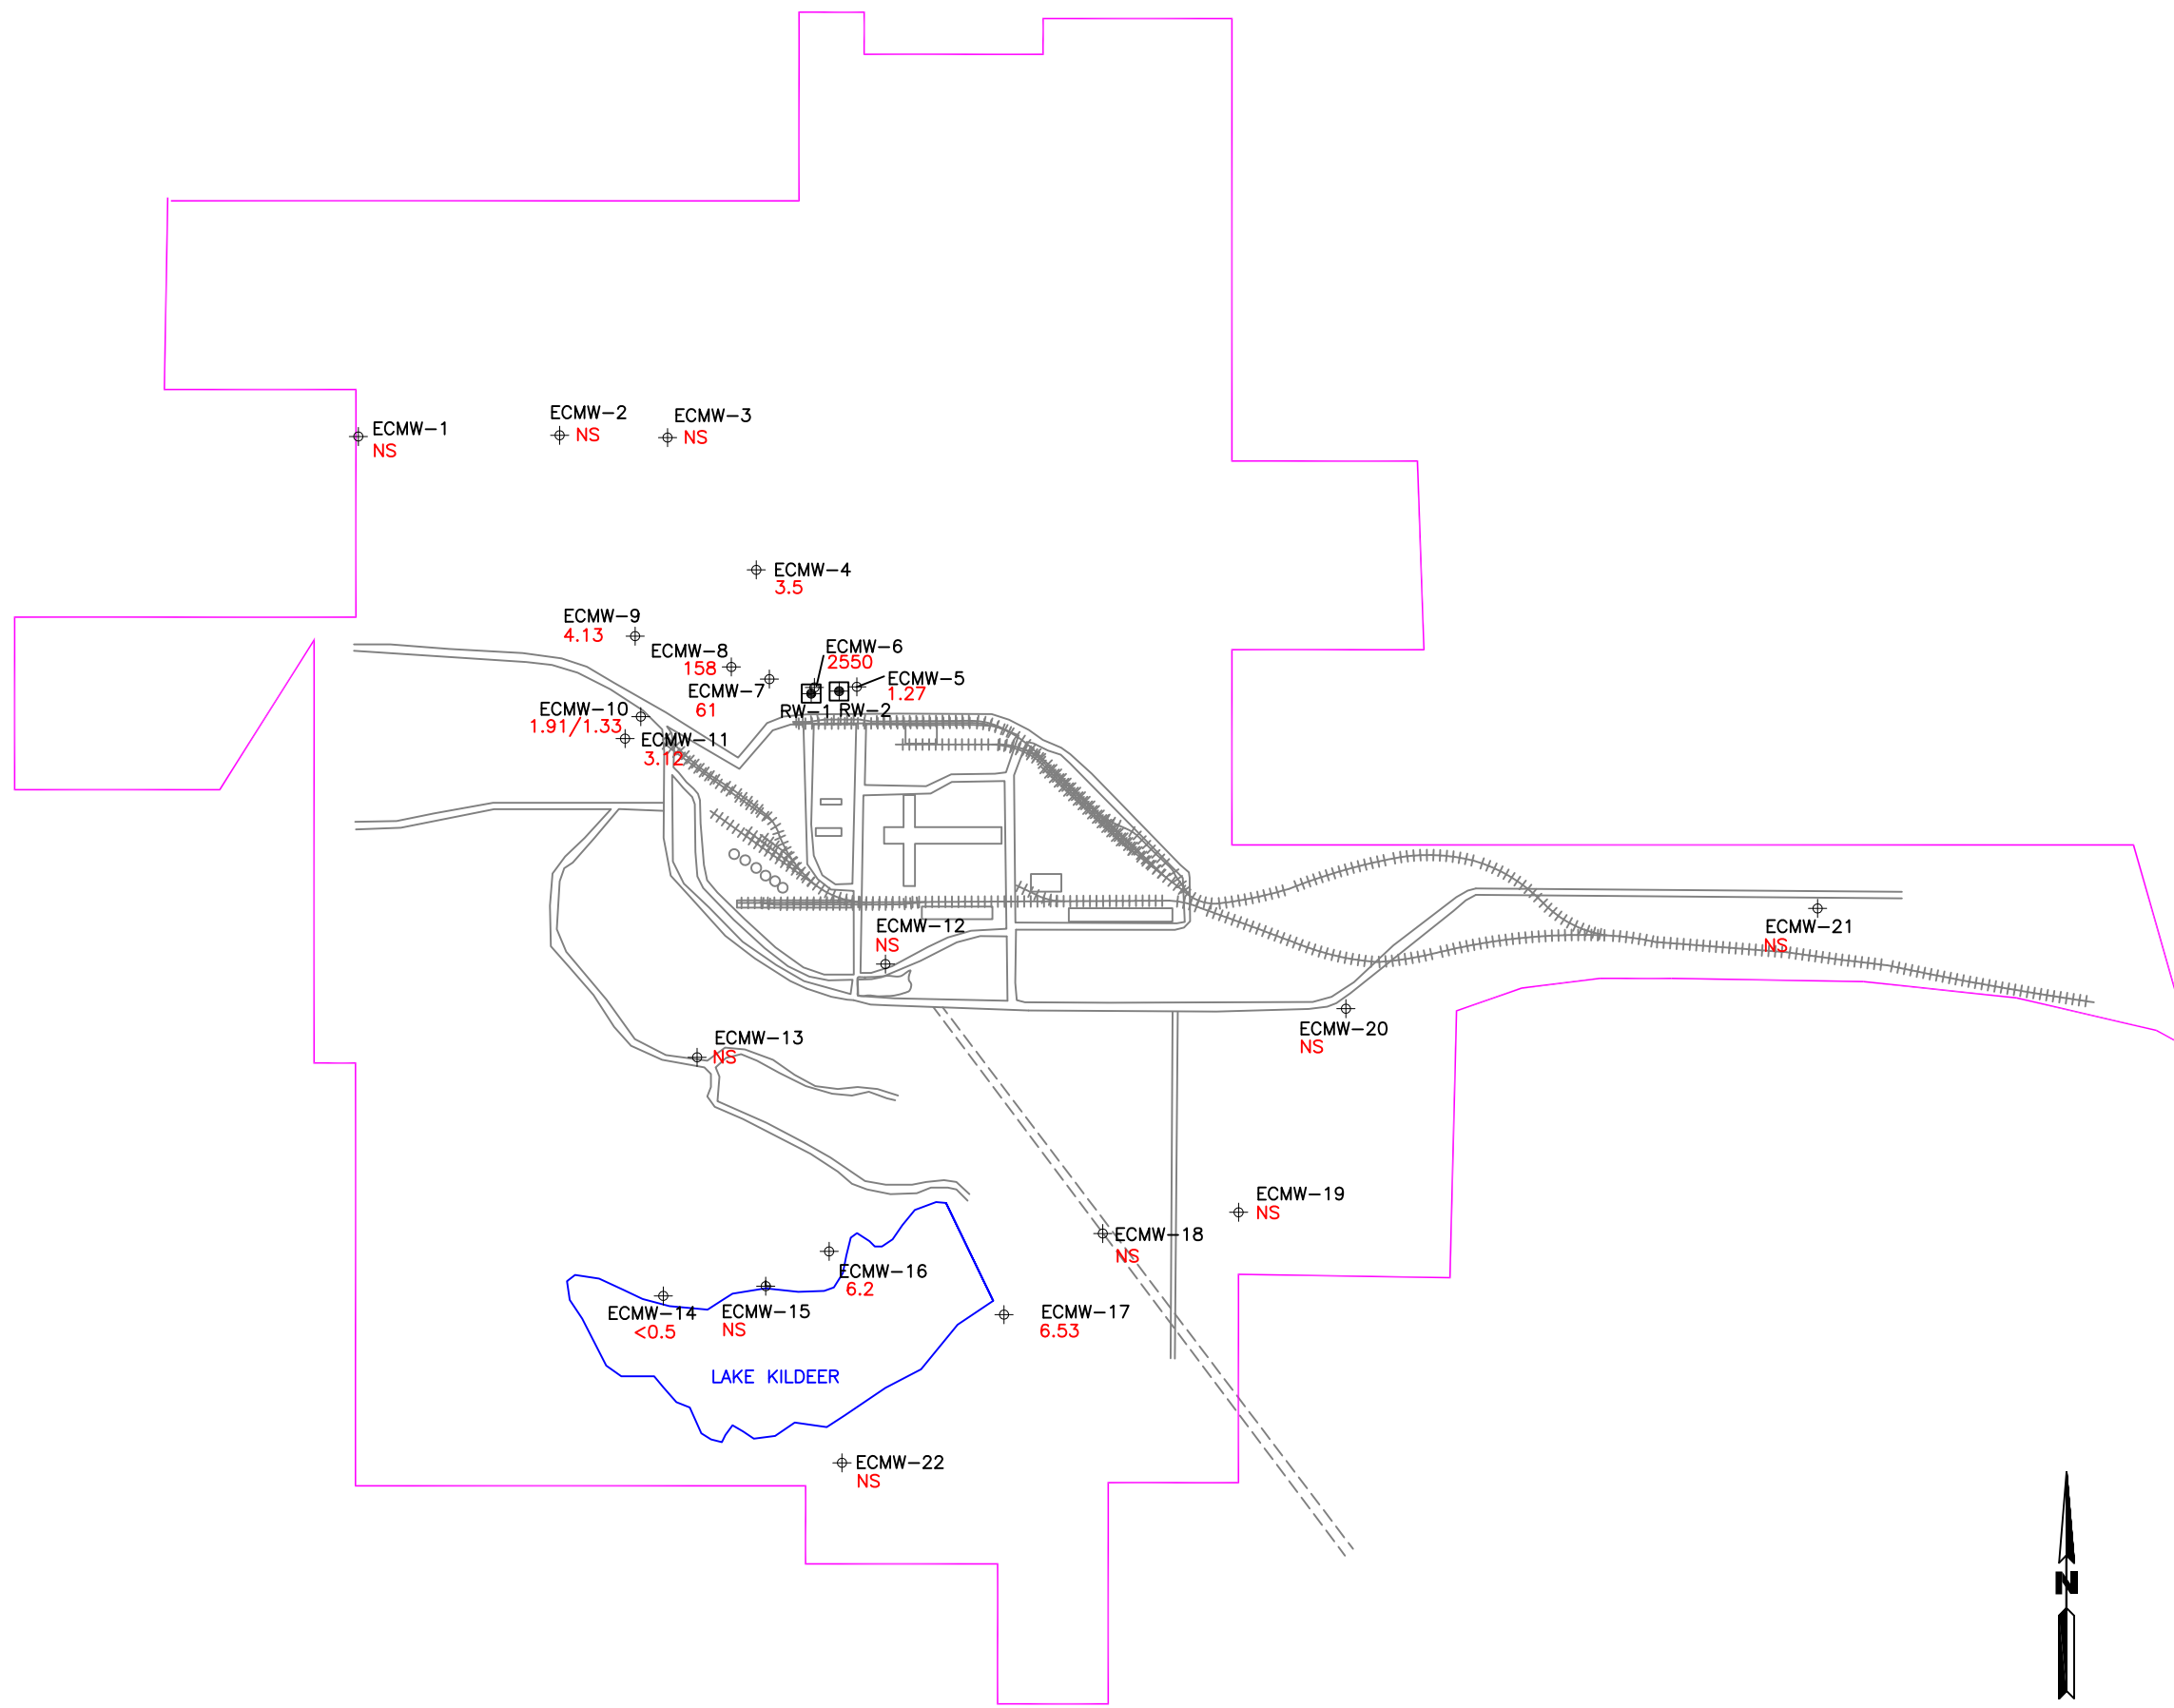 ECMW-1
NS
ECMW-2
NS
ECMW-3
NS
ECMW-4
3.5
ECMW-9
4.13
ECMW-8
158
ECMW-6
2550
ECMW-7
61
ECMW-5
1.27
RW-1
RW-2
ECMW-10
1.91/1.33
ECMW-11
3.12
ECMW-12
NS
ECMW-21
NS
ECMW-20
NS
ECMW-13
NS
ECMW-19
NS
ECMW-18
NS
ECMW-16
6.2
ECMW-14
<0.5
ECMW-15
NS
ECMW-17
6.53
LAKE KILDEER
ECMW-22
NS
N